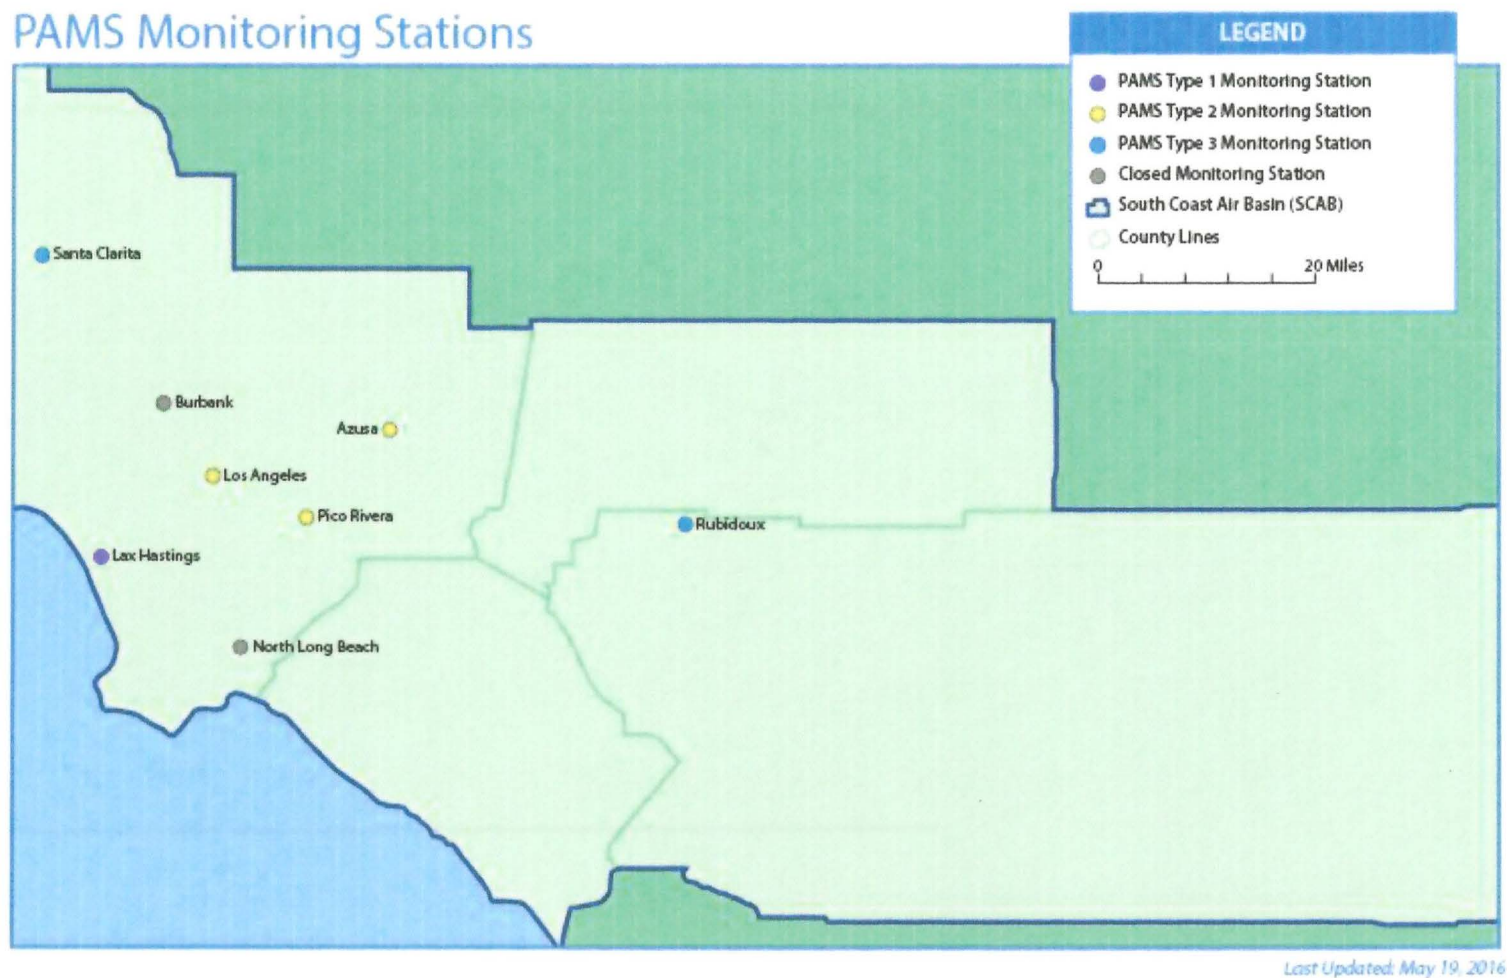 PAMS Monitoring Stations
LEGEND
PAMS Type 1 Monitoring Station
PAMS Type 2 Monitoring Station
PAMS Type 3 Monitoring Station
Closed Monitoring Station
South Coast Air Basin (SCAB)
County Lines
0 20 Miles
Santa Clarita
Burbank
Azusa
Los Angeles
Pico Rivera
Rubidoux
Lax Hastings
North Long Beach
Last Updated: May 19, 2016